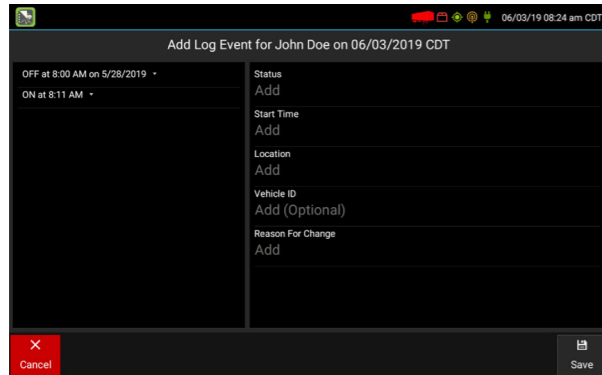 06/03/19 08:24 am CDT
Add Log Event for John Doe on 06/03/2019 CDT
OFF at 8:00 AM on 5/28/2019
ON at 8:11 AM
Status
Add
Start Time
Add
Location
Add
Vehicle ID
Add (Optional)
Reason For Change
Add
Cancel
Save